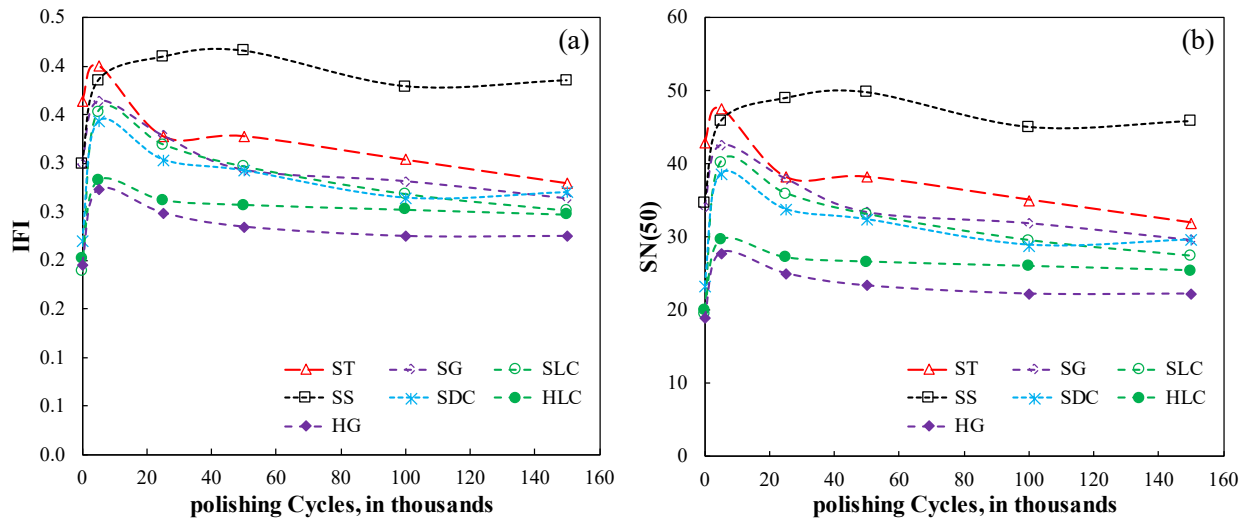 0.5
(a)
0.4
0.4
0.3
IFI
0.3
0.2
0.2
0.1
0.1
0.0
0 20 40 60 80 100 120 140 160
polishing Cycles, in thousands
ST SG SLC
SS SDC HLC
HG
60
(b)
50
40
SN(50)
30
20
10
0
0 20 40 60 80 100 120 140 160
polishing Cycles, in thousands
ST SG SLC
SS SDC HLC
HG